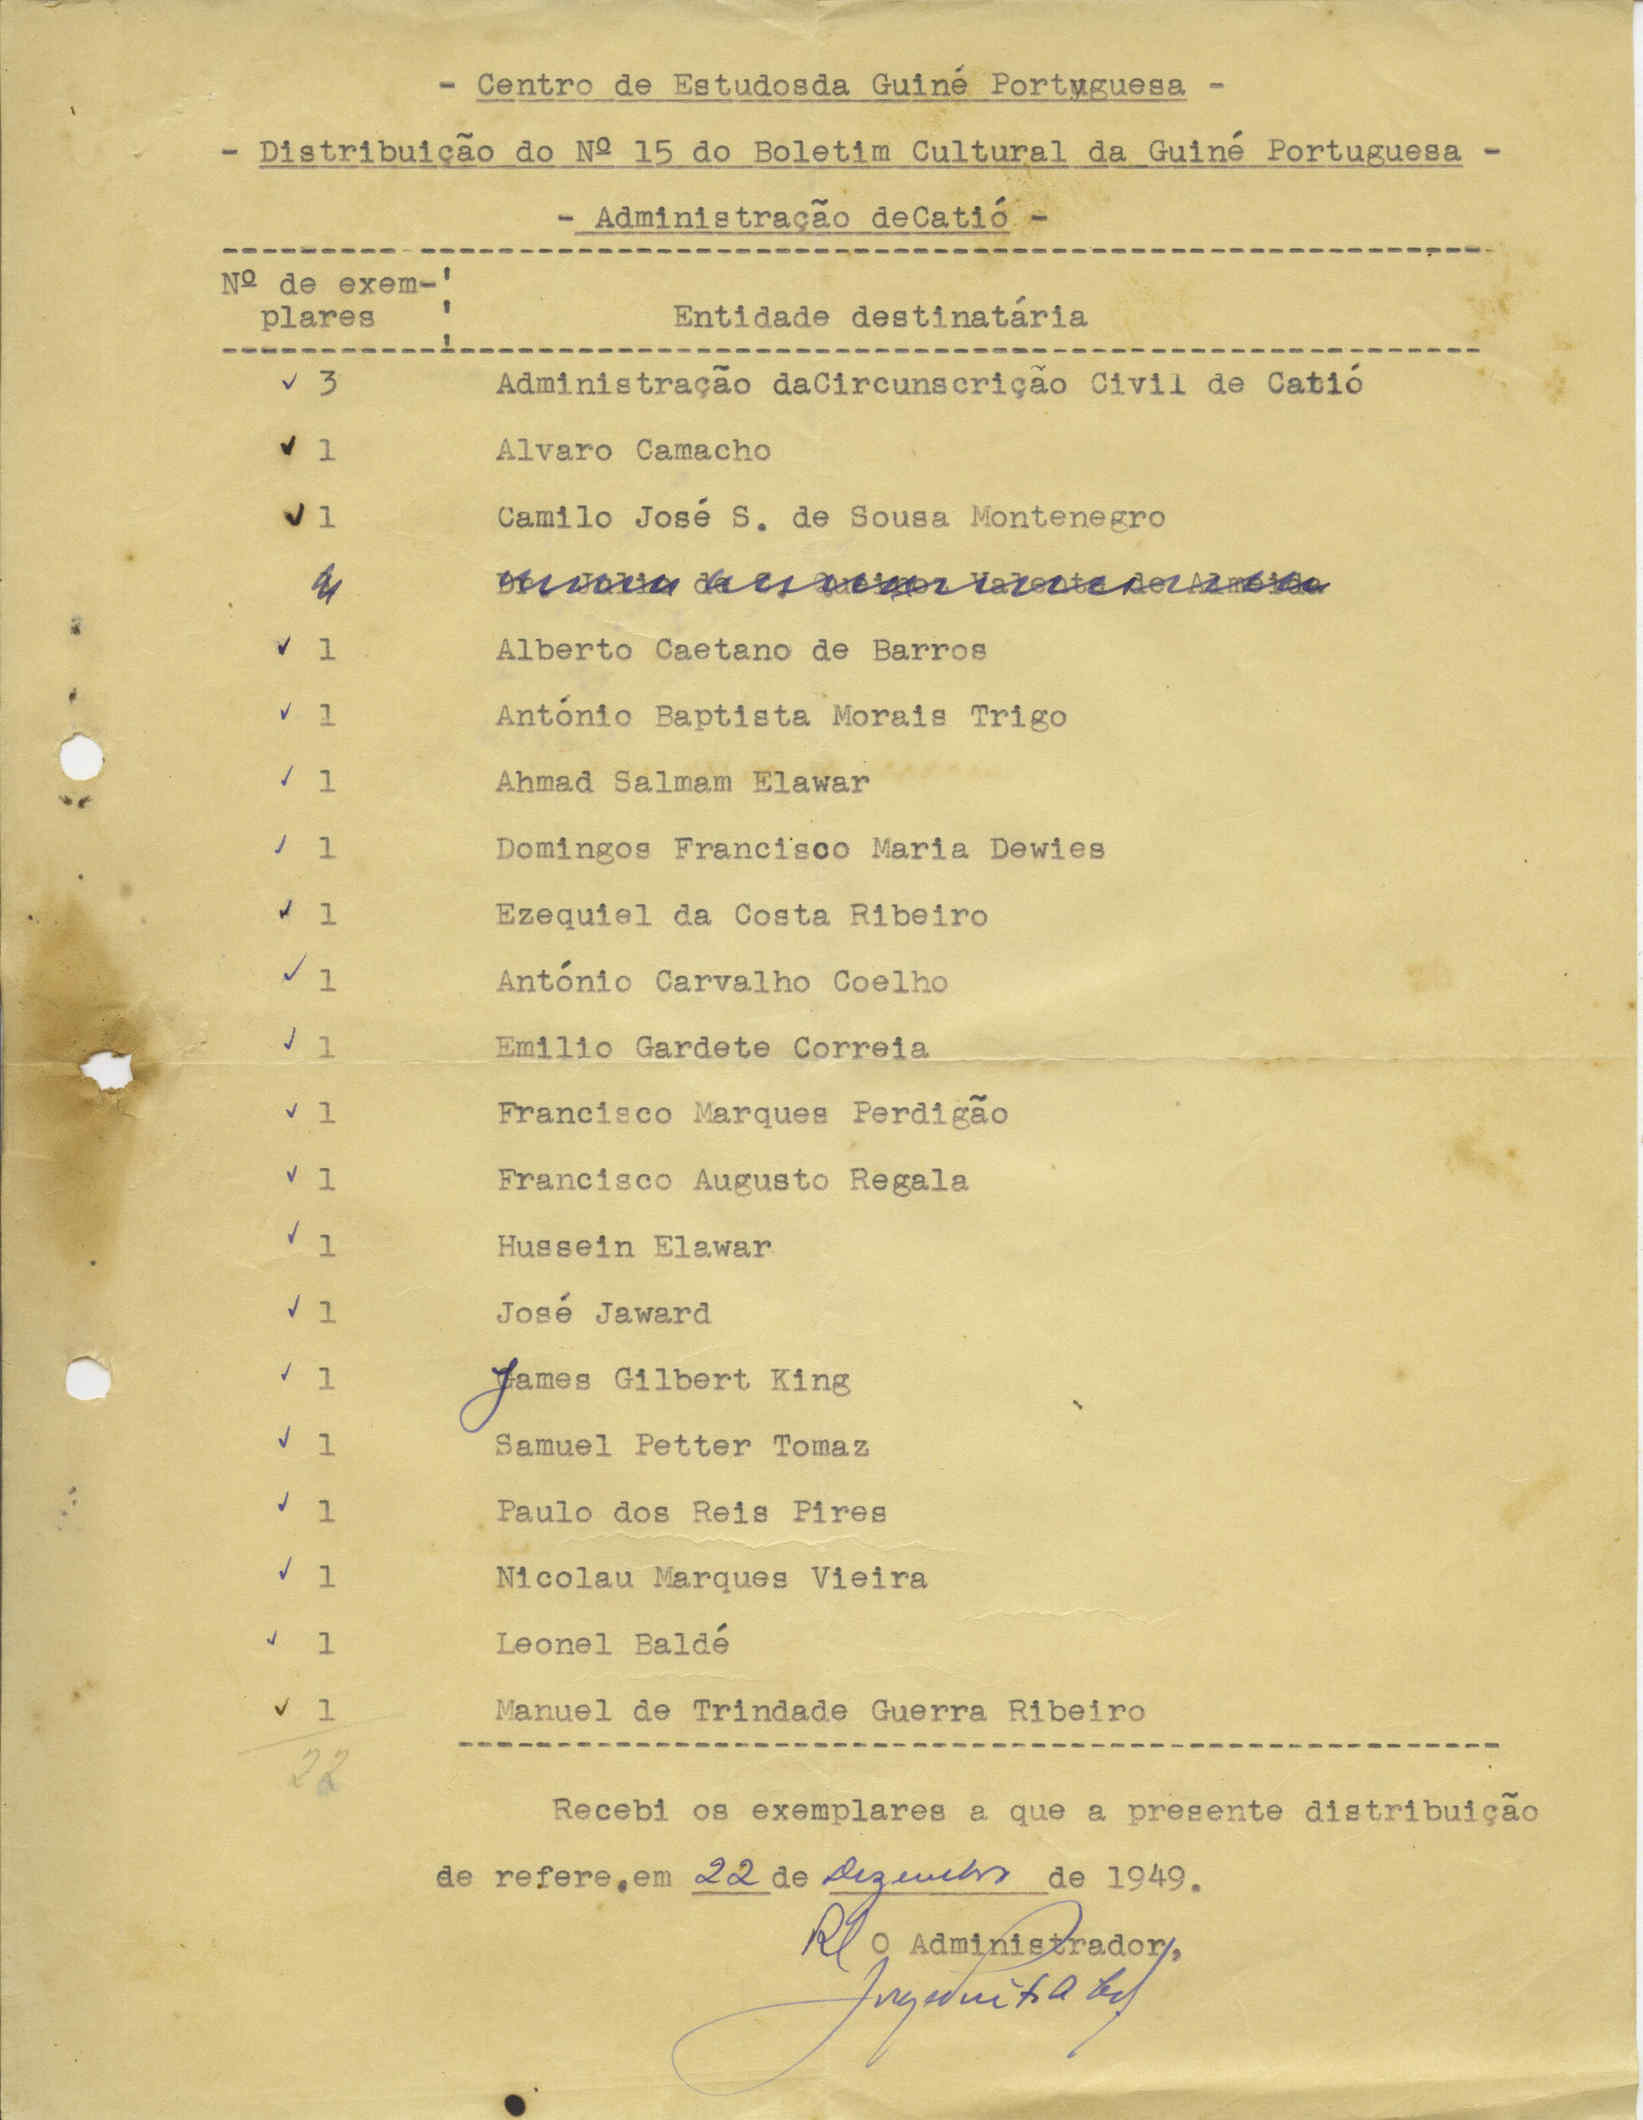 - Centro de Estudosda Guiné Portuguesa -
- Distribuição do Nº 15 do Boletim Cultural da Guiné Portuguesa -
- Administração deCatió -
Nº de exem-
plares Entidade destinatária
✓ 3 Administração daCircunscrição Civil de Catió
✓ 1 Alvaro Camacho
✓ 1 Camilo José S. de Sousa Montenegro
Valente de Almeida
✓ 1 Alberto Caetano de Barros
✓ 1 António Baptista Morais Trigo
✓ 1 Ahmad Salmam Elawar
✓ 1 Domingos Francisco Maria Dewies
✓ 1 Ezequiel da Costa Ribeiro
✓ 1 António Carvalho Coelho
✓ 1 Emilio Gardete Correia
✓ 1 Francisco Marques Perdigão
✓ 1 Francisco Augusto Regala
✓ 1 Hussein Elawar
✓ 1 José Jaward
✓ 1 James Gilbert King
✓ 1 Samuel Petter Tomaz
✓ 1 Paulo dos Reis Pires
✓ 1 Nicolau Marques Vieira
✓ 1 Leonel Baldé
✓ 1 Manuel de Trindade Guerra Ribeiro
22
Recebi os exemplares a que a presente distribuição
de refere,em 22 de Dezembro de 1949.
O Administrador,